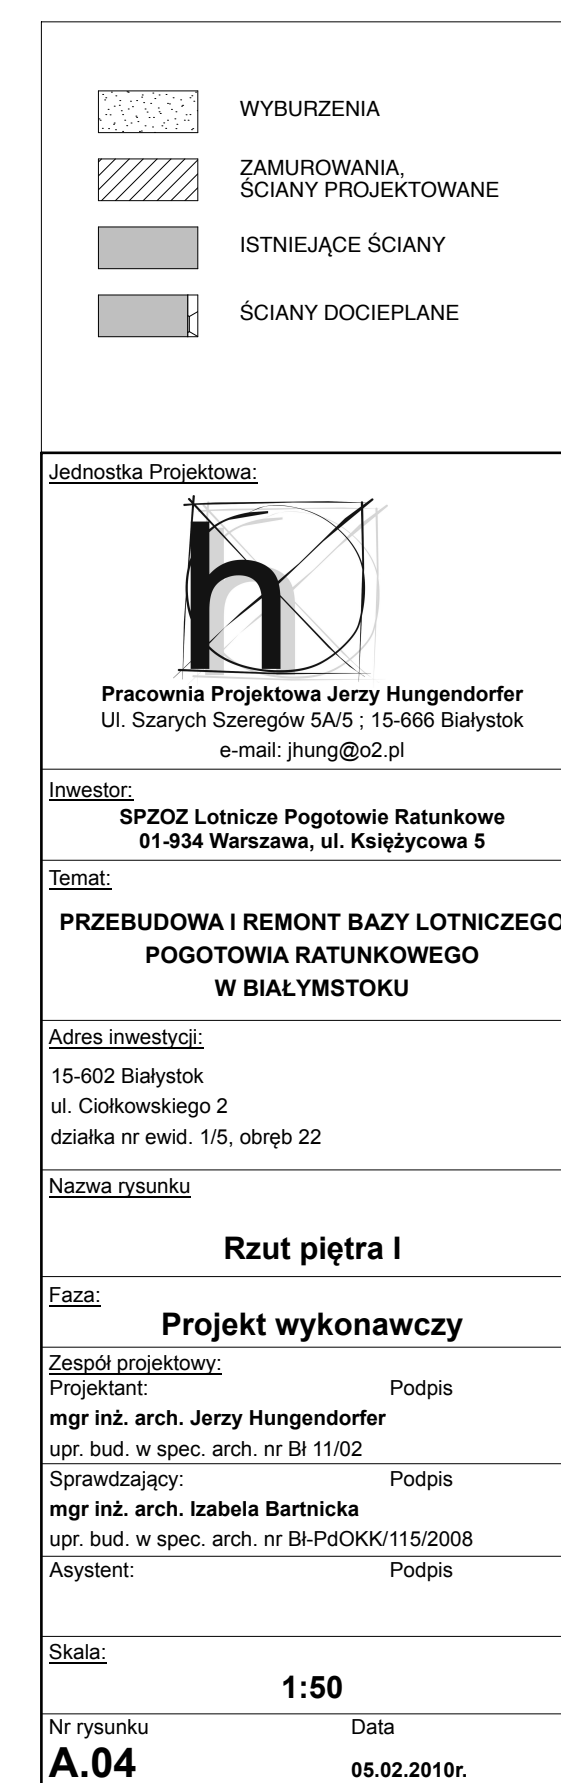 WYBURZENIA
ZAMUROWANIA,
ŚCIANY PROJEKTOWANE
ISTNIEJĄCE ŚCIANY
ŚCIANY DOCIEPLANE
Jednostka Projektowa:
h
Pracownia Projektowa Jerzy Hungendorfer
Ul. Szarych Szeregów 5A/5 ; 15-666 Białystok
e-mail: jhung@o2.pl
Inwestor:
SPZOZ Lotnicze Pogotowie Ratunkowe
01-934 Warszawa, ul. Księżycowa 5
Temat:
PRZEBUDOWA I REMONT BAZY LOTNICZEGO
POGOTOWIA RATUNKOWEGO
W BIAŁYMSTOKU
Adres inwestycji:
15-602 Białystok
ul. Ciołkowskiego 2
działka nr ewid. 1/5, obręb 22
Nazwa rysunku
Rzut piętra I
Faza:
Projekt wykonawczy
Zespół projektowy:
Projektant: Podpis
mgr inż. arch. Jerzy Hungendorfer
upr. bud. w spec. arch. nr Bł 11/02
Sprawdzający: Podpis
mgr inż. arch. Izabela Bartnicka
upr. bud. w spec. arch. nr Bł-PdOKK/115/2008
Asystent: Podpis
Skala:
1:50
Nr rysunku Data
A.04 05.02.2010r.